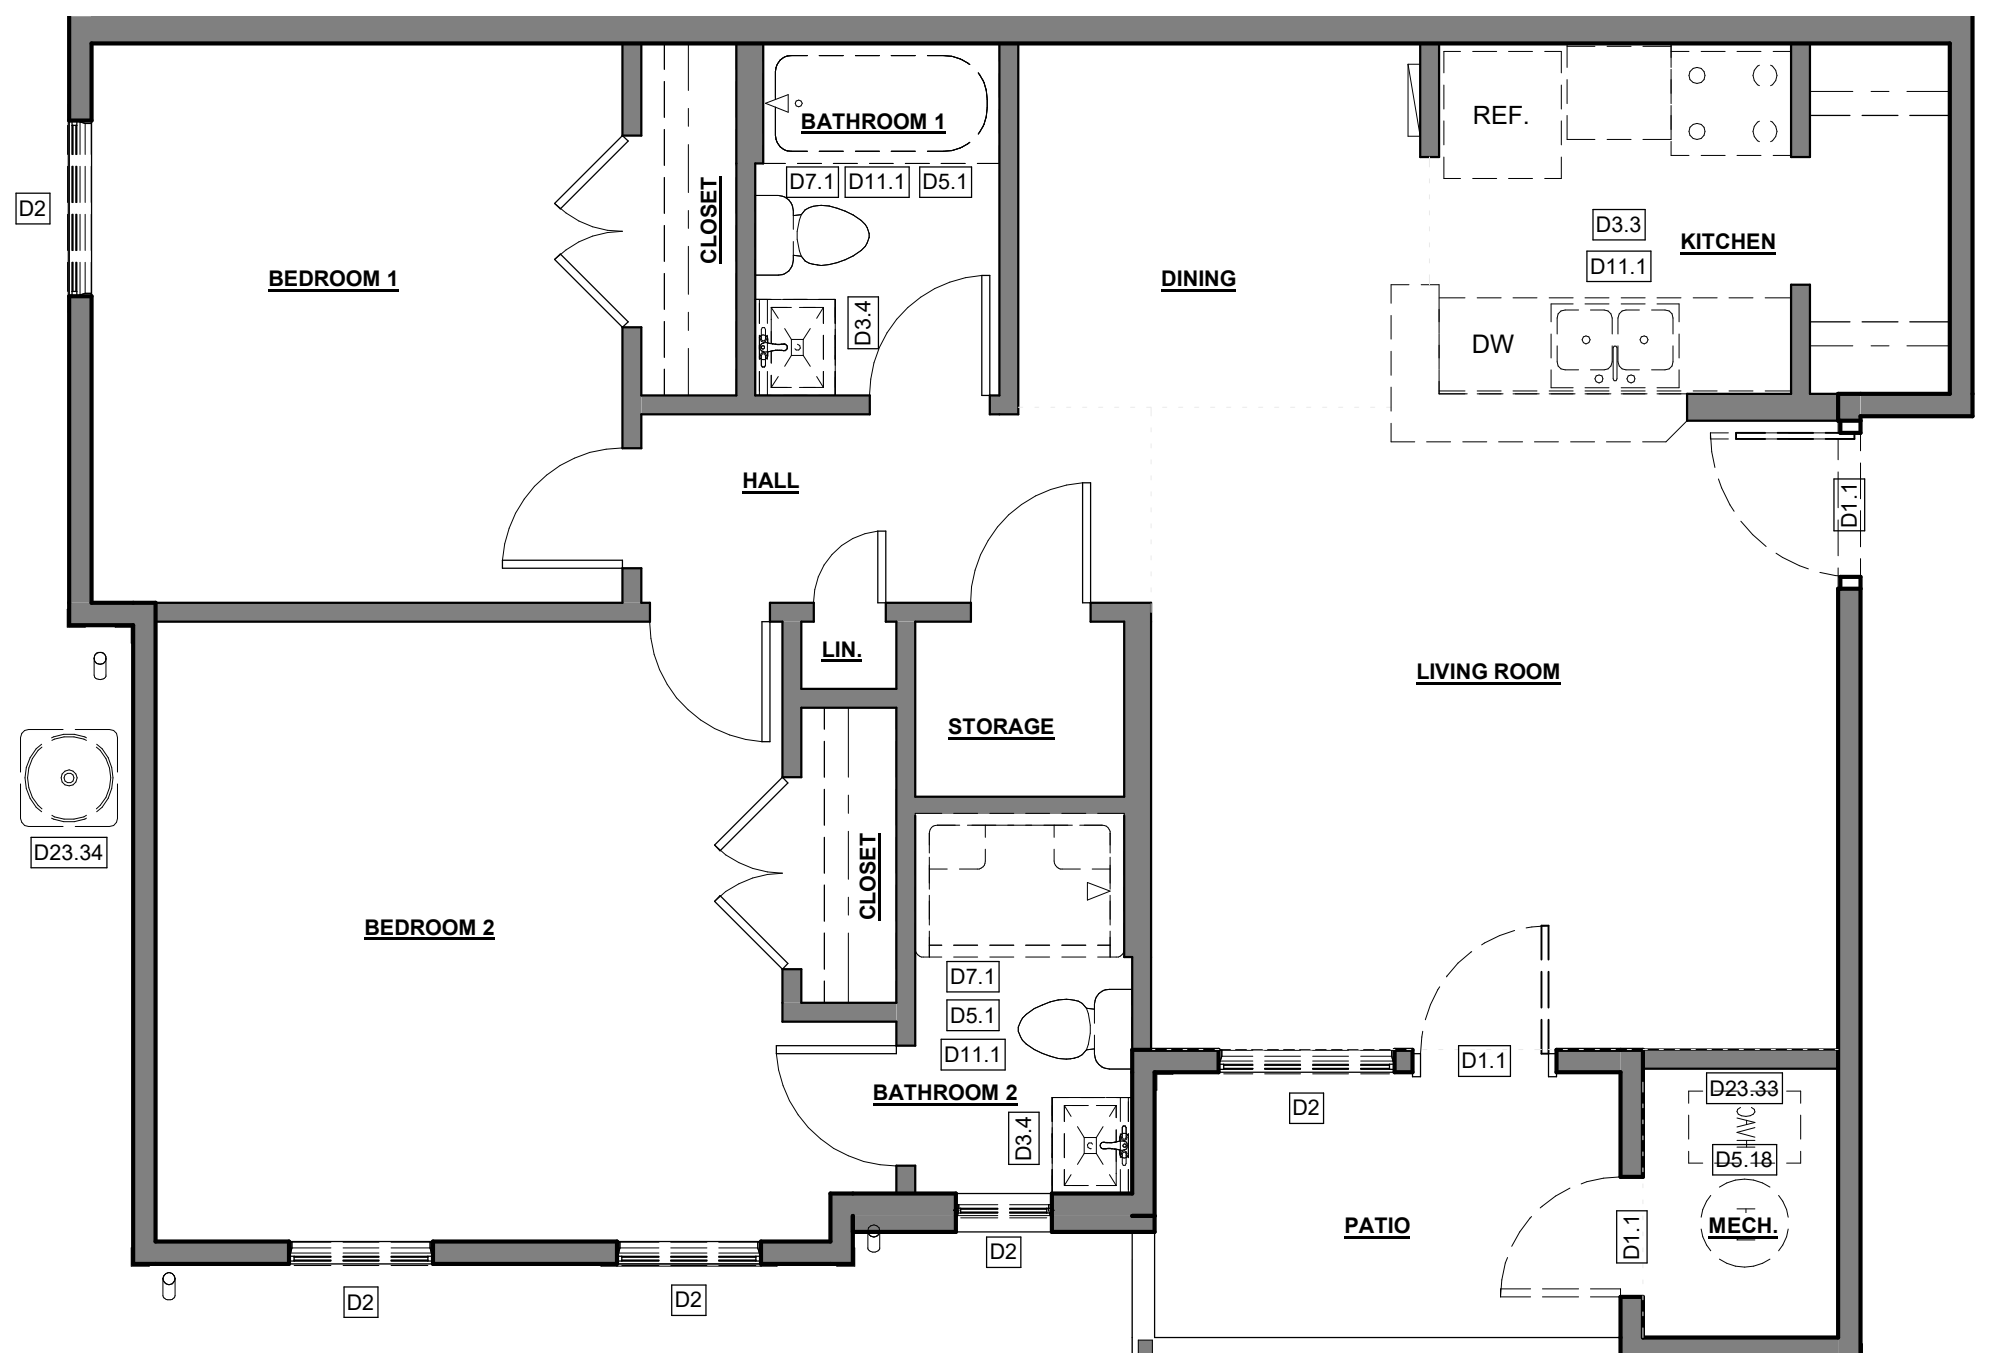 REF.
BATHROOM 1
D7.1 D11.1 D5.1
D2
CLOSET
D3.3
KITCHEN
D11.1
BEDROOM 1
DINING
D3.4
DW
HALL
D1.1
LIN.
LIVING ROOM
STORAGE
D23.34
CLOSET
BEDROOM 2
D7.1
D5.1
D11.1
D1.1
BATHROOM 2
D23.33
D2
HVAC
D3.4
D5.18
PATIO
D1.1
MECH.
D2
D2
D2